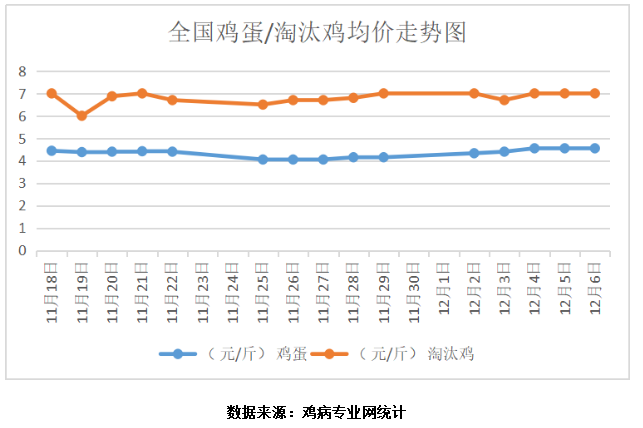 全国鸡蛋/淘汰鸡均价走势图
8
7
6
5
4
3
2
1
0
11月18日
11月19日
11月20日
11月21日
11月22日
11月23日
11月24日
11月25日
11月26日
11月27日
11月28日
11月29日
11月30日
12月1日
12月2日
12月3日
12月4日
12月5日
12月6日
（元/斤） 鸡蛋
（元/斤） 淘汰鸡
数据来源：鸡病专业网统计